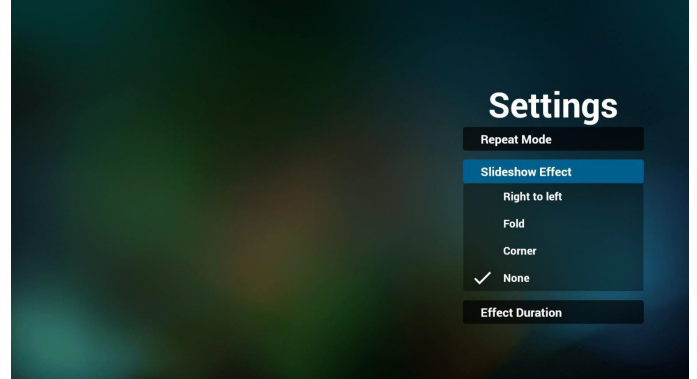 Settings
Repeat Mode
Slideshow Effect
Right to left
Fold
Corner
None
Effect Duration